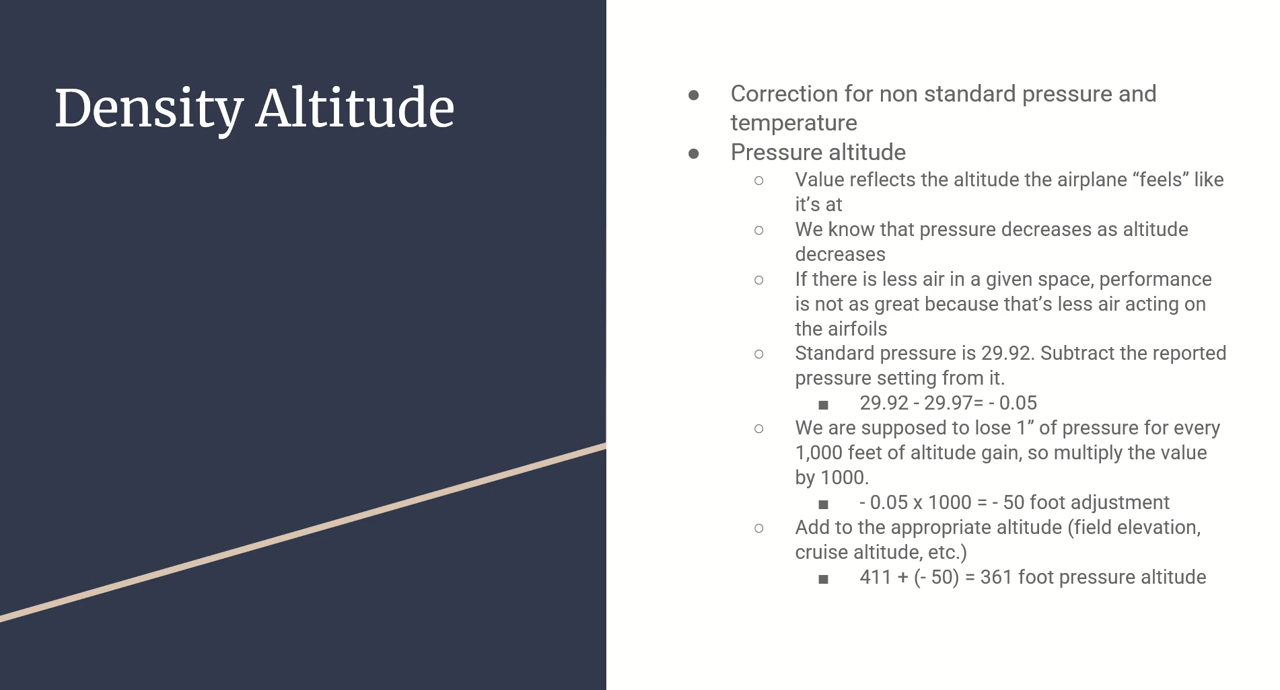 Density Altitude
● Correction for non standard pressure and
temperature
● Pressure altitude
○ Value reflects the altitude the airplane “feels” like
it’s at
○ We know that pressure decreases as altitude
decreases
○ If there is less air in a given space, performance
is not as great because that’s less air acting on
the airfoils
○ Standard pressure is 29.92. Subtract the reported
pressure setting from it.
■ 29.92 - 29.97= - 0.05
○ We are supposed to lose 1” of pressure for every
1,000 feet of altitude gain, so multiply the value
by 1000.
■ - 0.05 x 1000 = - 50 foot adjustment
○ Add to the appropriate altitude (field elevation,
cruise altitude, etc.)
■ 411 + (- 50) = 361 foot pressure altitude